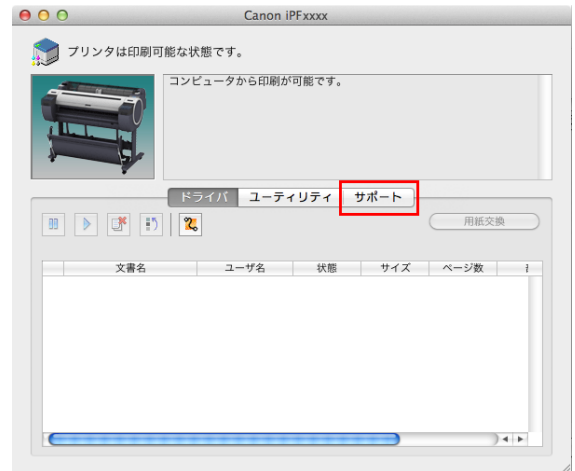 Canon iPFxxxx
プリンタは印刷可能な状態です。
コンピュータから印刷が可能です。
ドライバ ユーティリティ サポート
用紙交換
文書名 ユーザ名 状態 サイズ ページ数